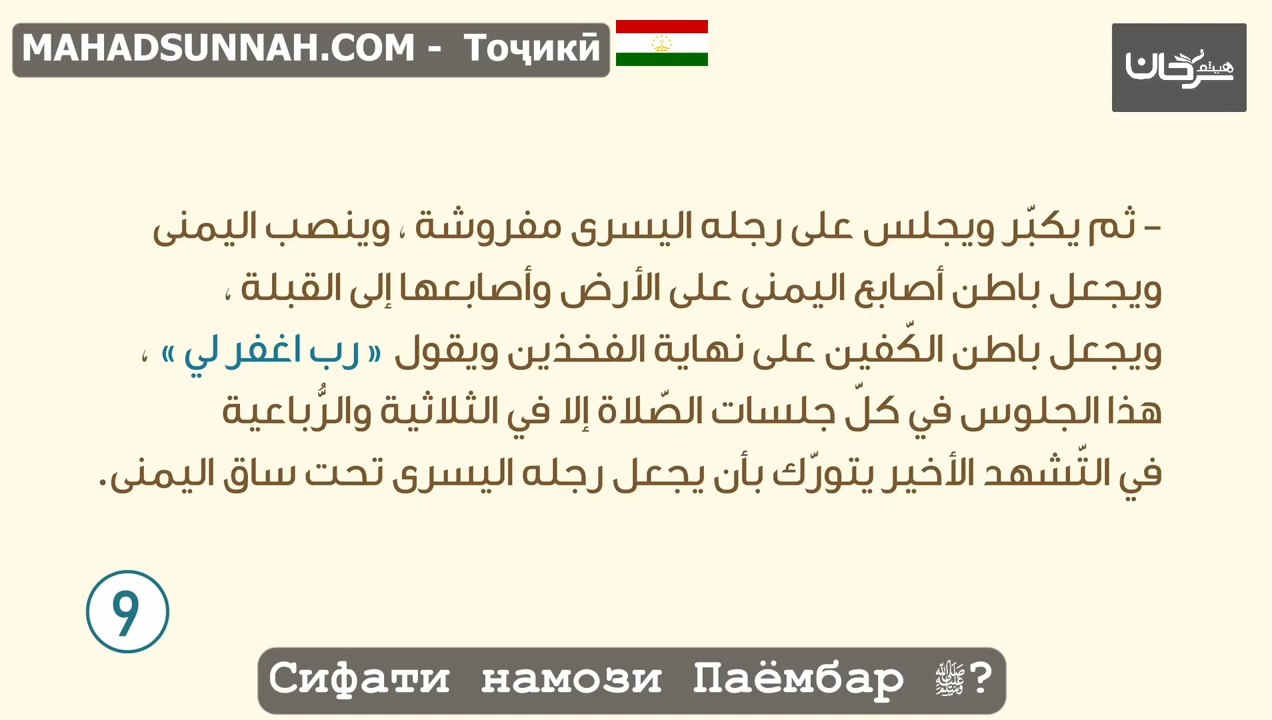 MAHADSUNNAH.COM - Тоҷикӣ
هيثم
سرحان
- ثم يكبّر ويجلس على رجله اليسرى مفروشة ، وينصب اليمنى
ويجعل باطن أصابع اليمنى على الأرض وأصابعها إلى القبلة ،
ويجعل باطن الكّفين على نهاية الفخذين ويقول « رب اغفر لي » ،
هذا الجلوس في كلّ جلسات الصّلاة إلا في الثلاثية والرُّباعية
في التّشهد الأخير يتورّك بأن يجعل رجله اليسرى تحت ساق اليمنى.
9
Сифати намози Паёмбар ﷺ?